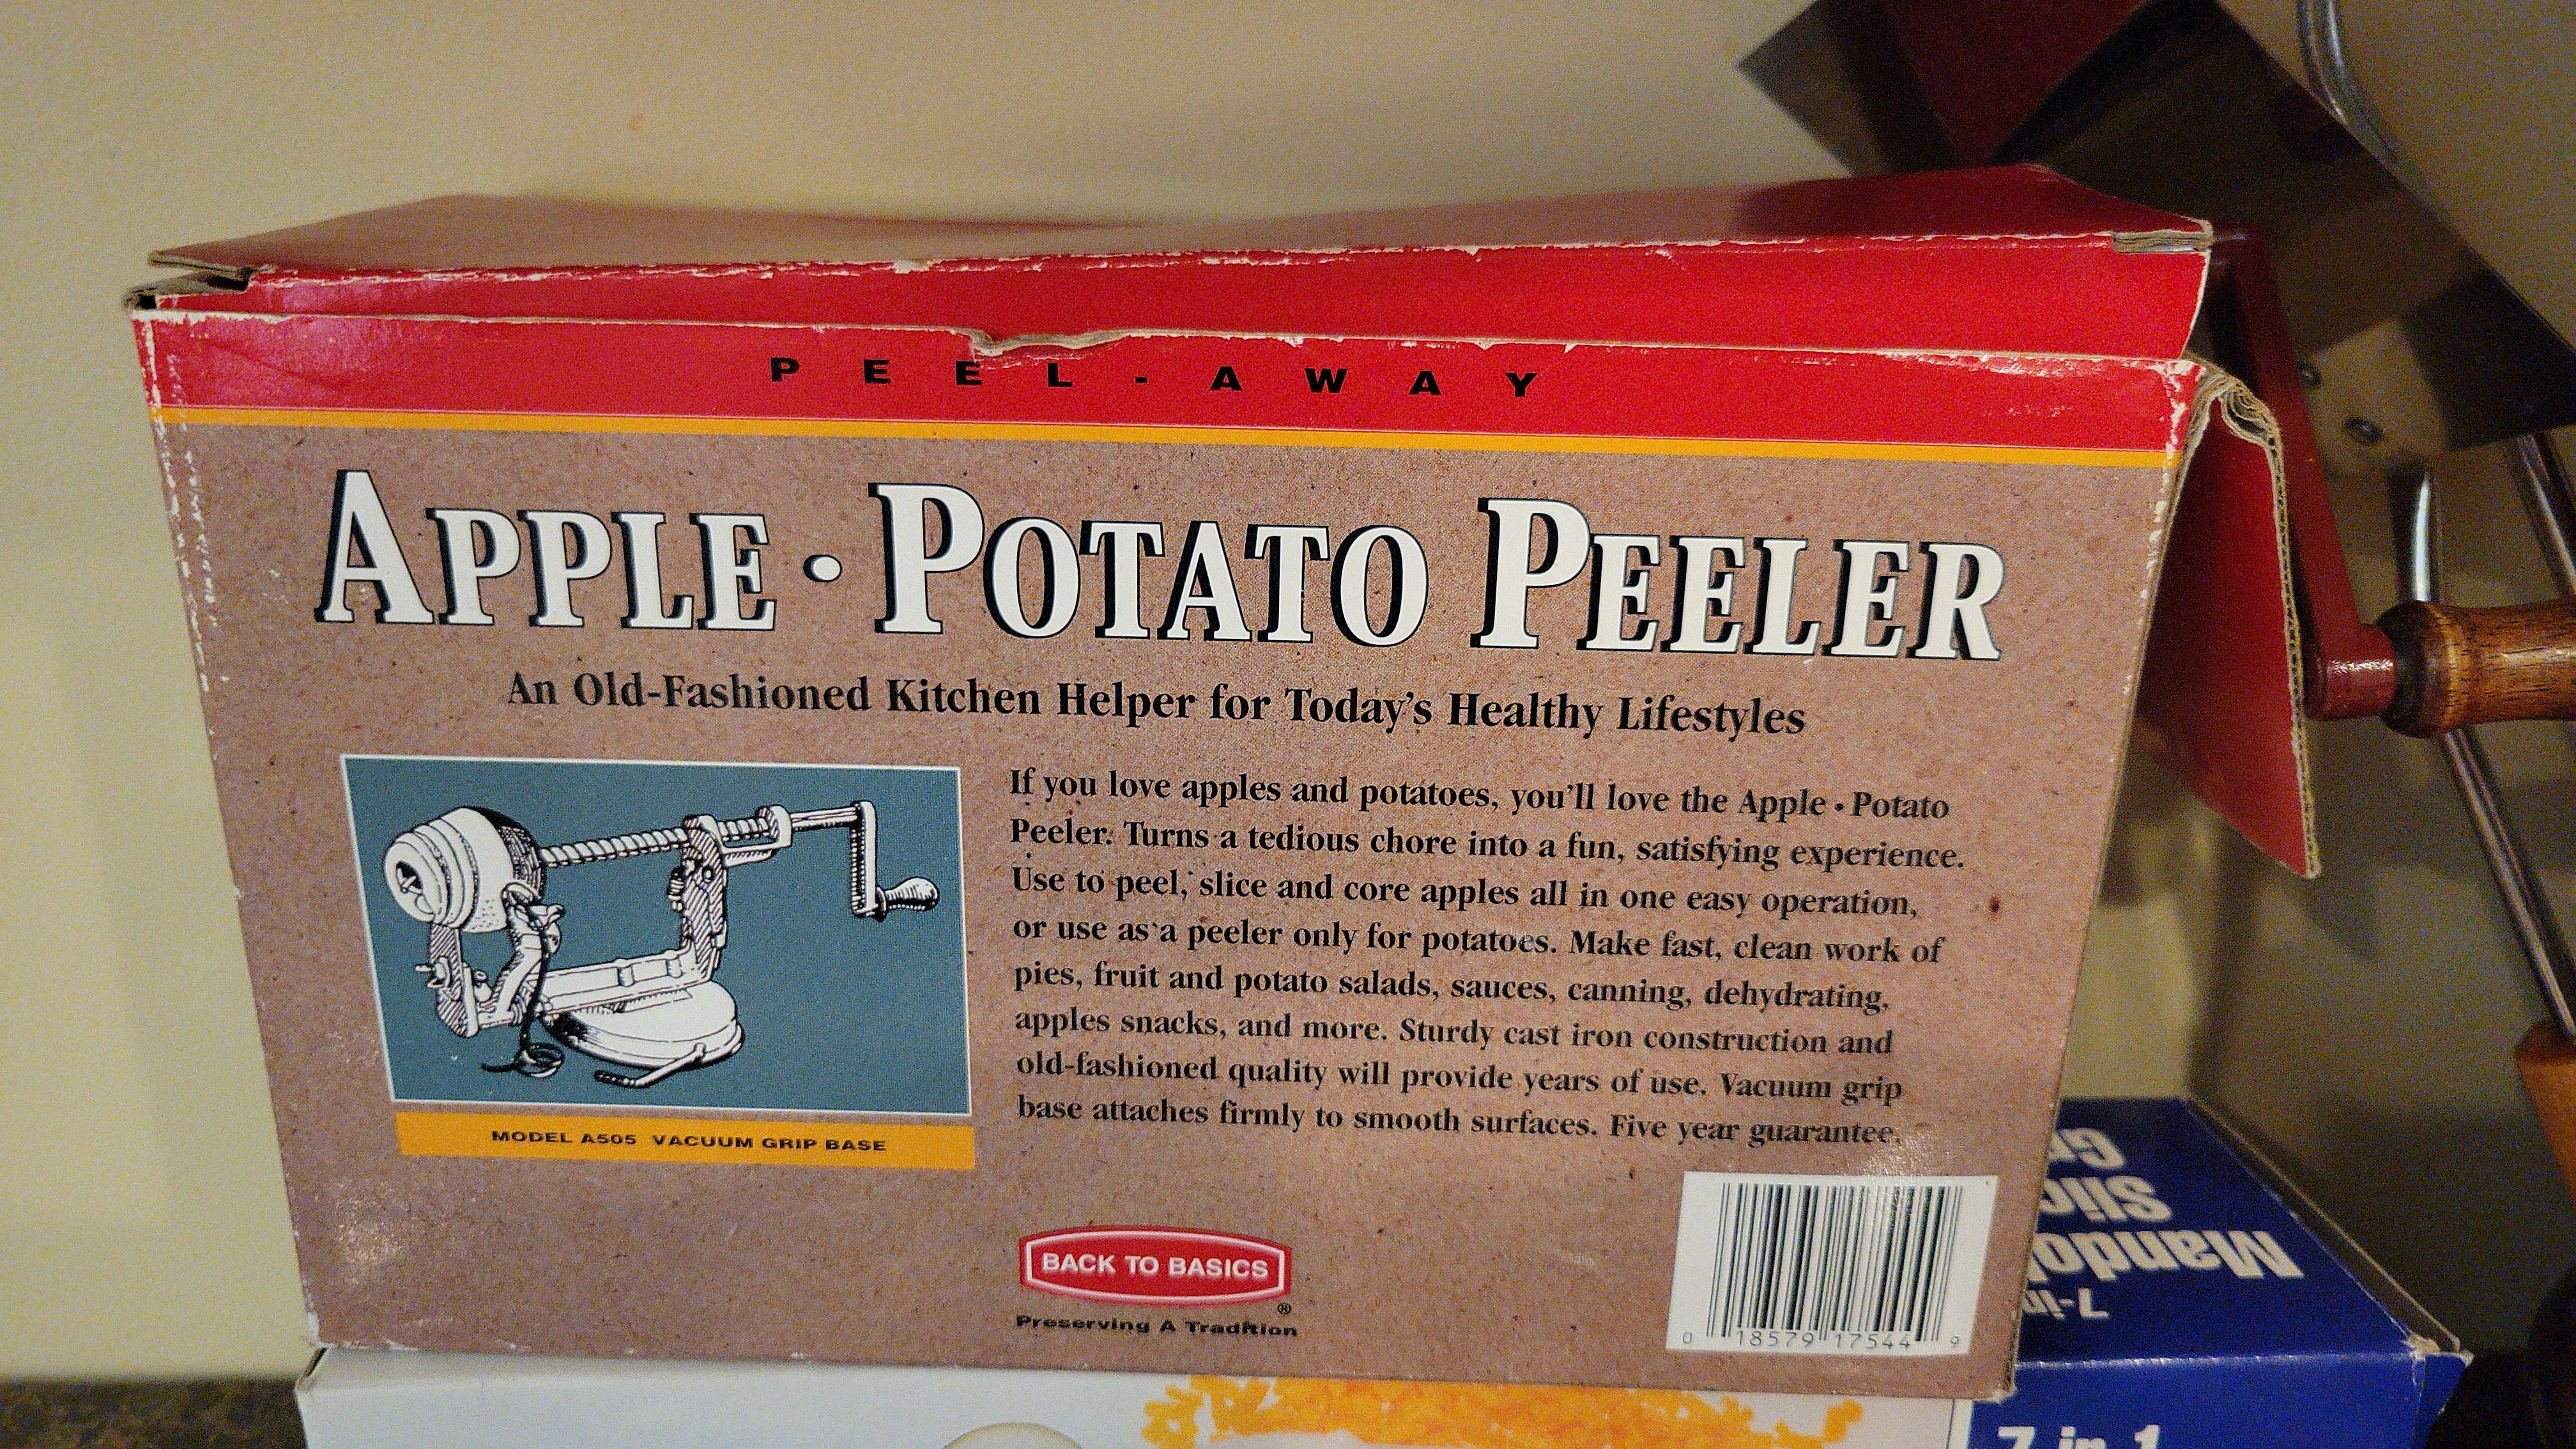 PEEL-AWAY
APPLE • POTATO PEELER
An Old-Fashioned Kitchen Helper for Today's Healthy Lifestyles
If you love apples and potatoes, you'll love the Apple • Potato
Peeler. Turns a tedious chore into a fun, satisfying experience.
Use to peel, slice and core apples all in one easy operation,
or use as a peeler only for potatoes. Make fast, clean work of
pies, fruit and potato salads, sauces, canning, dehydrating,
apples snacks, and more. Sturdy cast iron construction and
old-fashioned quality will provide years of use. Vacuum grip
base attaches firmly to smooth surfaces. Five year guarantee.
MODEL A505 VACUUM GRIP BASE
BACK TO BASICS
®
Preserving A Tradition
0 18579 17544 9
7-in
7 in 1